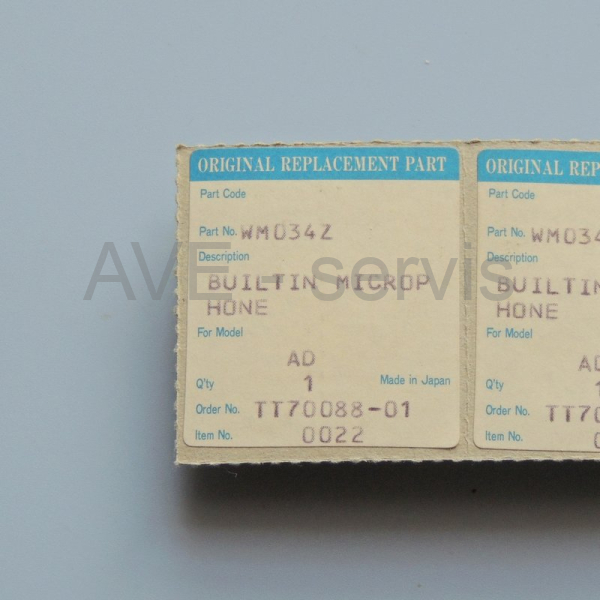 ORIGINAL REPLACEMENT PART
Part Code
Part No. WM034Z
Description
BUILTIN MICROP
HONE
For Model
AD
Q'ty 1 Made in Japan
Order No. TT70088-01
Item No. 0022
ORIGINAL REP
Part Code
Part No. WM034
Description
BUILTIN
HONE
For Model
AD
Q'ty 1
Order No. TT70
Item No. 0
AVE - servis